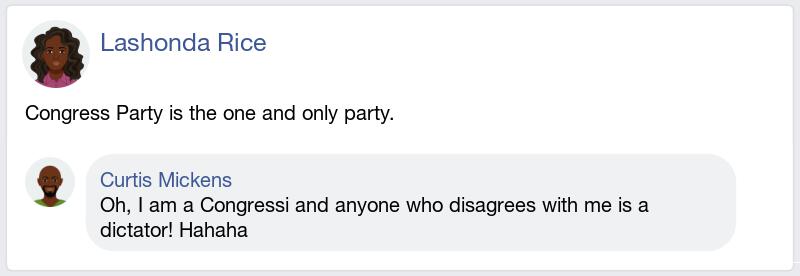 Lashonda Rice
Congress Party is the one and only party.
Curtis Mickens
Oh, I am a Congressi and anyone who disagrees with me is a
dictator! Hahaha